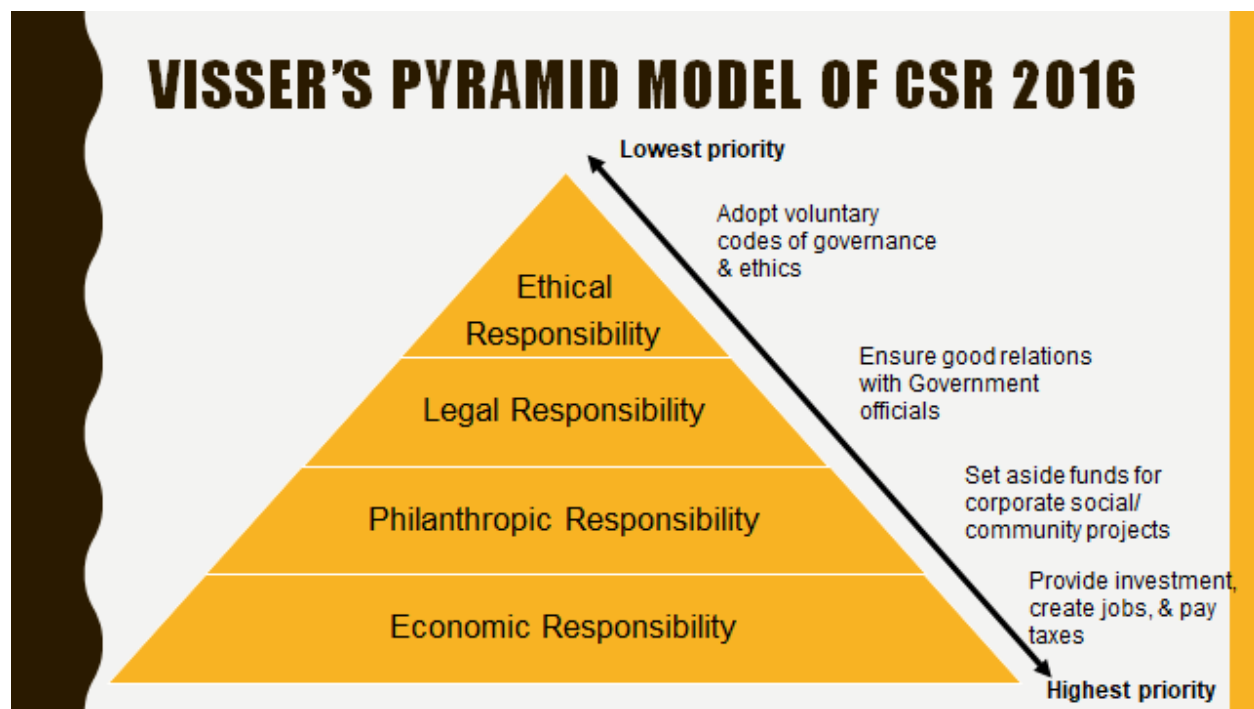 VISSER'S PYRAMID MODEL OF CSR 2016
Lowest priority
Adopt voluntary
codes of governance
& ethics
Ethical
Responsibility
Ensure good relations
with Government
officials
Legal Responsibility
Set aside funds for
corporate social/
community projects
Philanthropic Responsibility
Provide investment,
create jobs, & pay
taxes
Economic Responsibility
Highest priority